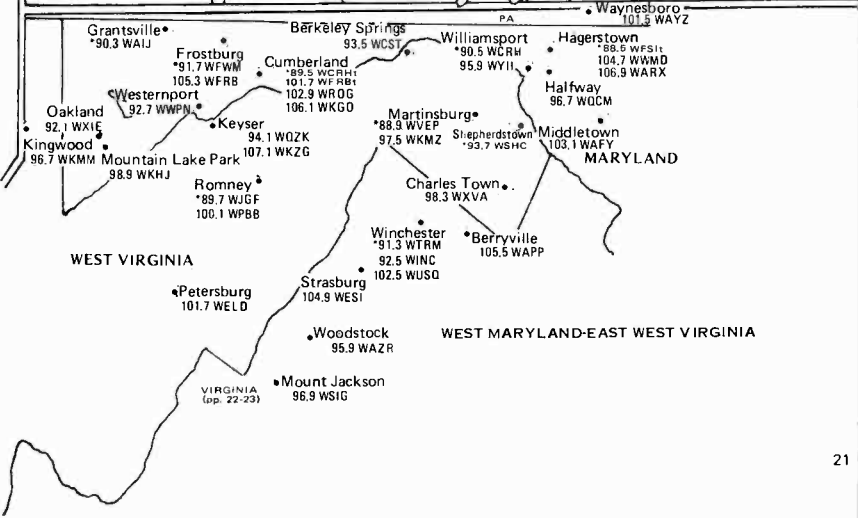 Waynesboro
PA
101.5 WAYZ
Grantsville
*90.3 WAIJ
Frostburg
*91.7 WFWM
105.3 WFRB
Berkeley Springs
93.5 WCST
Williamsport
*90.5 WCRH
95.9 WYII
Hagerstown
104.7 WWMD
106.9 WARX
Cumberland
*89.5 WCRHt
101.7 WFRBt
102.9 WROG
106.1 WKGO
Halfway
96.7 WQCM
Westernport
92.7 WWPN
Oakland
92.1 WXIE
Kingwood
96.7 WKMM
Mountain Lake Park
98.9 WKHJ
Keyser
94.1 WQZK
107.1 WKZG
Martinsburg
*88.9 WVEP
97.5 WKMZ
Shepherdstown
*93.7 WSHC
Middletown
103.1 WAFY
MARYLAND
Romney
*89.7 WJGF
100.1 WPBB
Charles Town
98.3 WXVA
Winchester
*91.3 WTRM
92.5 WINC
102.5 WUSQ
Berryville
105.5 WAPP
WEST VIRGINIA
Strasburg
104.9 WESI
Petersburg
101.7 WELD
Woodstock
95.9 WAZR
WEST MARYLAND-EAST WEST VIRGINIA
VIRGINIA
(pp. 22-23)
Mount Jackson
96.9 WSIG
21